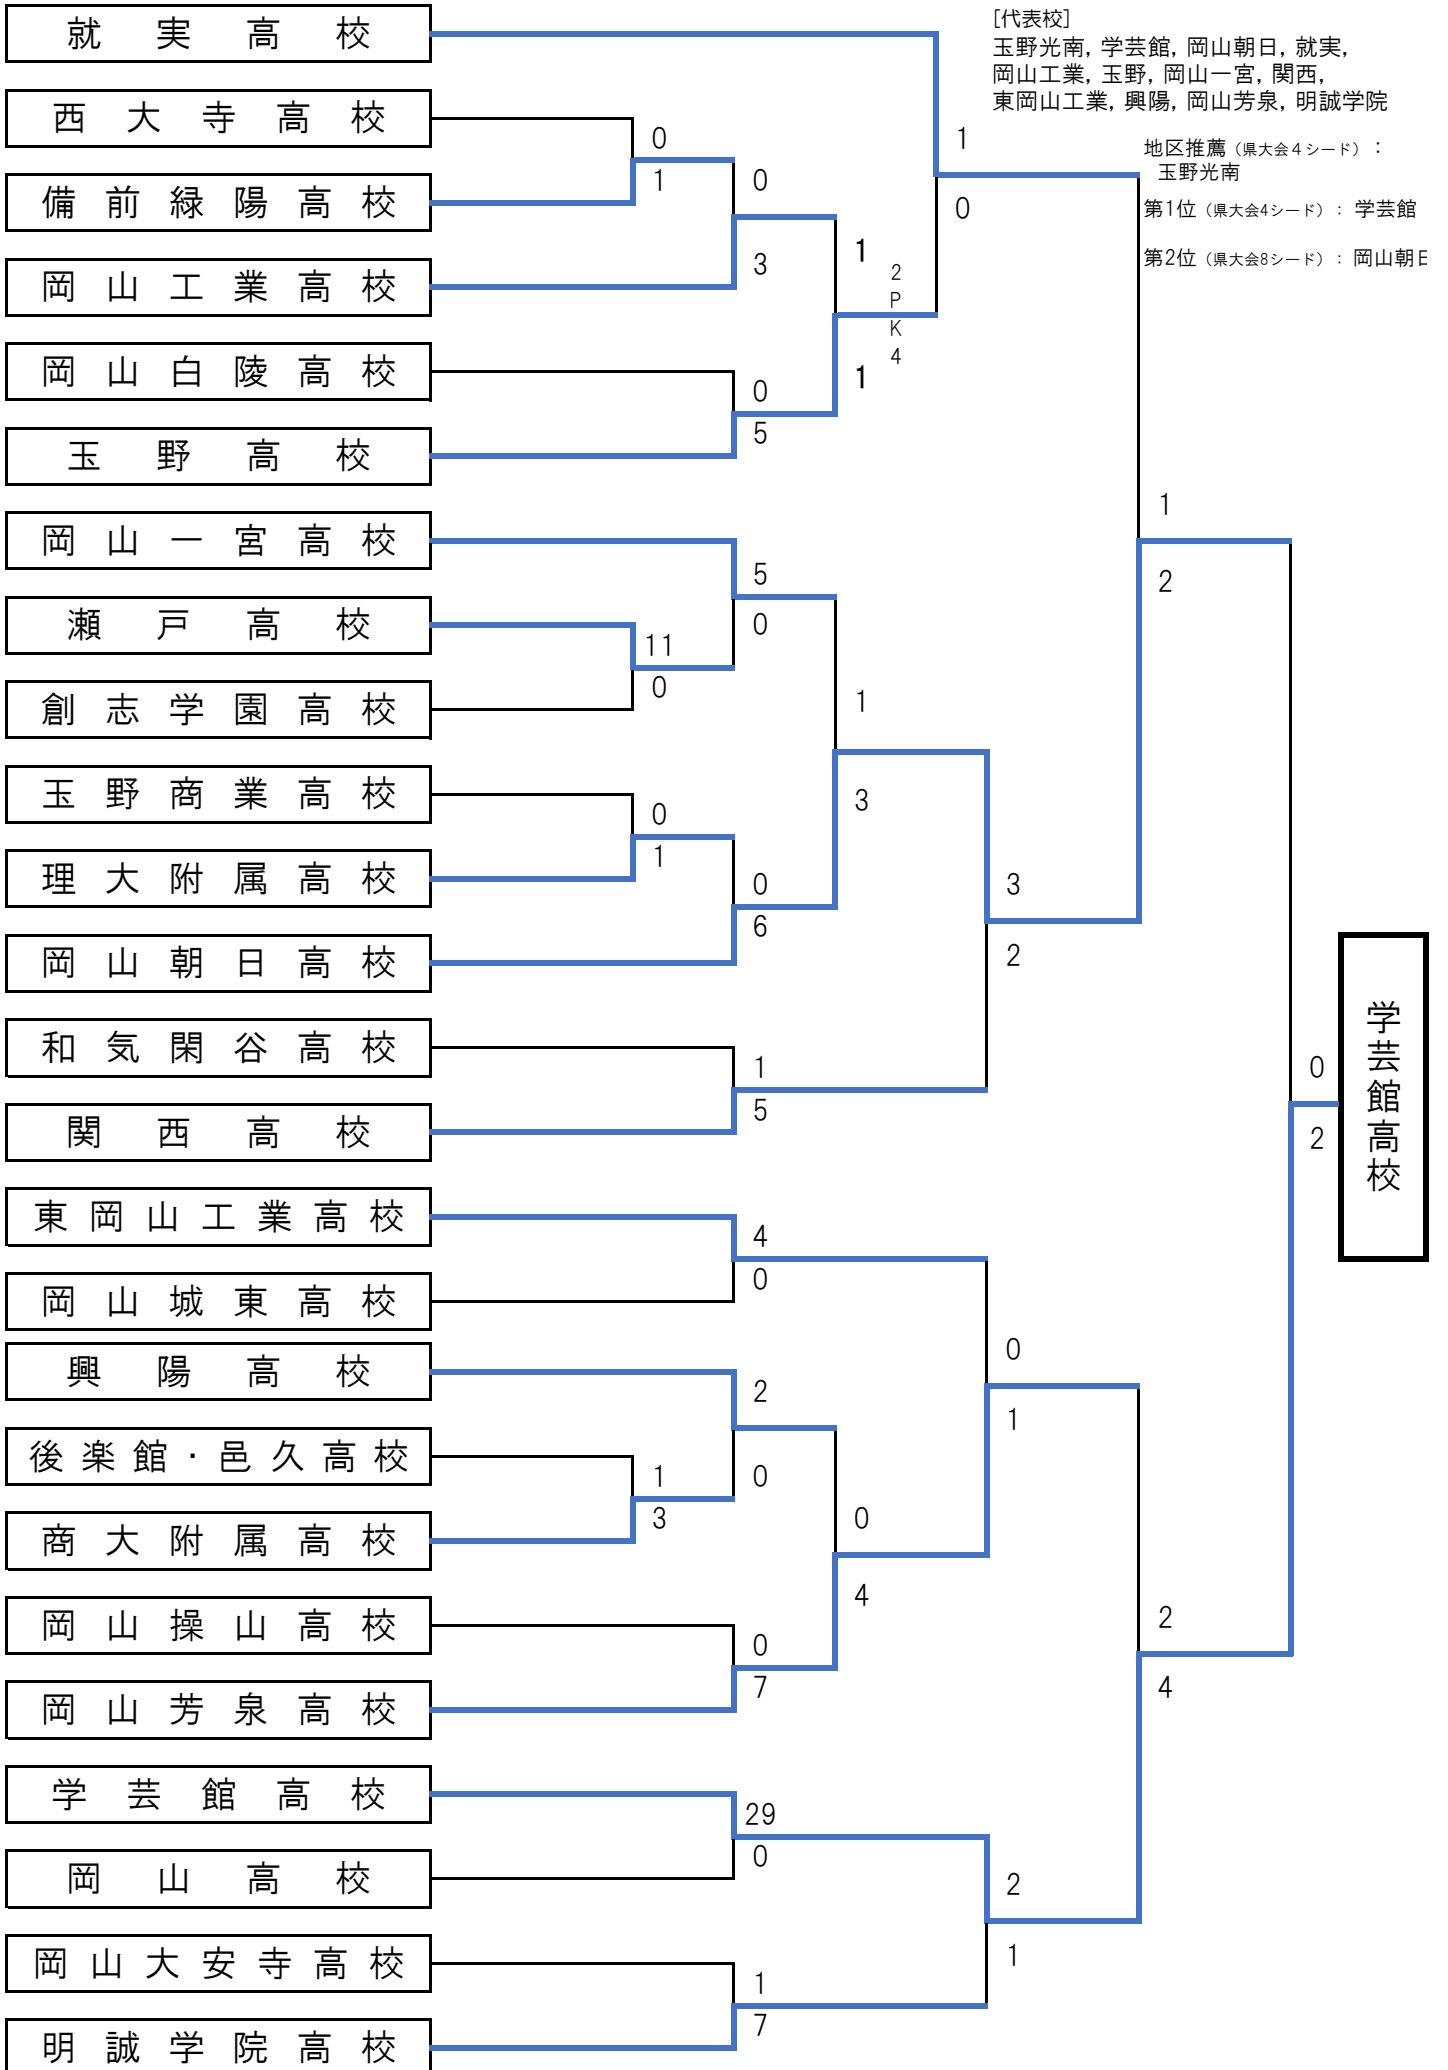 就実高校
[代表校]
玉野光南, 学芸館, 岡山朝日, 就実,
岡山工業, 玉野, 岡山一宮, 関西,
東岡山工業, 興陽, 岡山芳泉, 明誠学院
地区推薦（県大会４シード）：
玉野光南
第1位（県大会4シード）： 学芸館
第2位（県大会8シード）： 岡山朝日
西大寺高校
0
1
備前緑陽高校
1
0
0
3
岡山工業高校
1
2
P
K
4
1
岡山白陵高校
0
5
玉野高校
岡山一宮高校
1
2
5
0
瀬戸高校
11
0
創志学園高校
1
3
玉野商業高校
0
1
理大附属高校
0
6
3
2
岡山朝日高校
和気閑谷高校
1
5
関西高校
0
2
学芸館高校
東岡山工業高校
4
0
岡山城東高校
0
1
興陽高校
2
0
後楽館・邑久高校
1
3
商大附属高校
0
4
岡山操山高校
0
7
2
4
岡山芳泉高校
学芸館高校
29
0
岡山高校
2
1
岡山大安寺高校
1
7
明誠学院高校